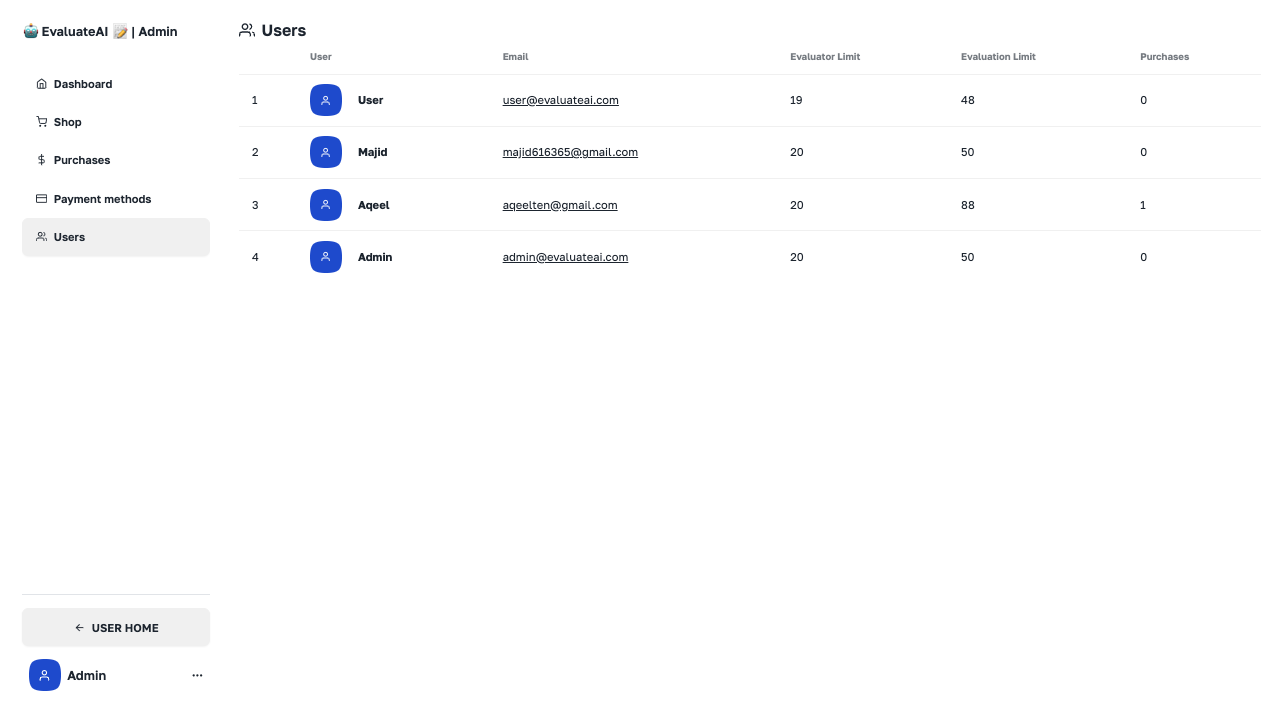 🤖 EvaluateAI 📝 | Admin
Dashboard
Shop
Purchases
Payment methods
Users
USER HOME
Admin
Users
User Email Evaluator Limit Evaluation Limit Purchases
1 User user@evaluateai.com 19 48 0
2 Majid majid616365@gmail.com 20 50 0
3 Aqeel aqeelten@gmail.com 20 88 1
4 Admin admin@evaluateai.com 20 50 0